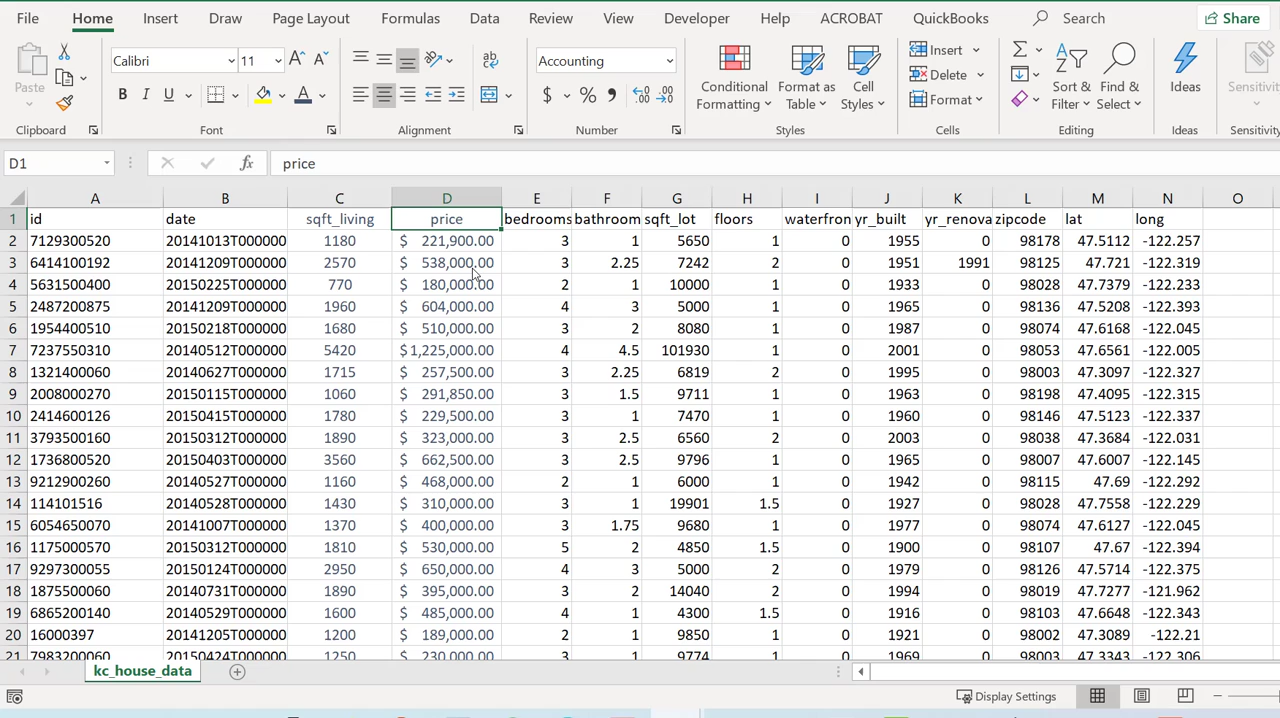 File Home Insert Draw Page Layout Formulas Data Review View Developer Help ACROBAT QuickBooks Search Share
Calibri 11 Accounting Insert
Paste Conditional Format as Cell Delete Sort & Find & Ideas Sensitivity
B I U A $ % Formatting Table Styles Format Filter Select
Clipboard Font Alignment Number Styles Cells Editing Ideas Sensitivity
D1 fx price
A B C D E F G H I J K L M N O
1 id date sqft_living price bedrooms bathroom sqft_lot floors waterfron yr_built yr_renova zipcode lat long
2 7129300520 20141013T000000 1180 $ 221,900.00 3 1 5650 1 0 1955 0 98178 47.5112 -122.257
3 6414100192 20141209T000000 2570 $ 538,000.00 3 2.25 7242 2 0 1951 1991 98125 47.721 -122.319
4 5631500400 20150225T000000 770 $ 180,000.00 2 1 10000 1 0 1933 0 98028 47.7379 -122.233
5 2487200875 20141209T000000 1960 $ 604,000.00 4 3 5000 1 0 1965 0 98136 47.5208 -122.393
6 1954400510 20150218T000000 1680 $ 510,000.00 3 2 8080 1 0 1987 0 98074 47.6168 -122.045
7 7237550310 20140512T000000 5420 $ 1,225,000.00 4 4.5 101930 1 0 2001 0 98053 47.6561 -122.005
8 1321400060 20140627T000000 1715 $ 257,500.00 3 2.25 6819 2 0 1995 0 98003 47.3097 -122.327
9 2008000270 20150115T000000 1060 $ 291,850.00 3 1.5 9711 1 0 1963 0 98198 47.4095 -122.315
10 2414600126 20150415T000000 1780 $ 229,500.00 3 1 7470 1 0 1960 0 98146 47.5123 -122.337
11 3793500160 20150312T000000 1890 $ 323,000.00 3 2.5 6560 2 0 2003 0 98038 47.3684 -122.031
12 1736800520 20150403T000000 3560 $ 662,500.00 3 2.5 9796 1 0 1965 0 98007 47.6007 -122.145
13 9212900260 20140527T000000 1160 $ 468,000.00 2 1 6000 1 0 1942 0 98115 47.69 -122.292
14 114101516 20140528T000000 1430 $ 310,000.00 3 1 19901 1.5 0 1927 0 98028 47.7558 -122.229
15 6054650070 20141007T000000 1370 $ 400,000.00 3 1.75 9680 1 0 1977 0 98074 47.6127 -122.045
16 1175000570 20150312T000000 1810 $ 530,000.00 5 2 4850 1.5 0 1900 0 98107 47.67 -122.394
17 9297300055 20150124T000000 2950 $ 650,000.00 4 3 5000 2 0 1979 0 98126 47.5714 -122.375
18 1875500060 20140731T000000 1890 $ 395,000.00 3 2 14040 2 0 1994 0 98019 47.7277 -121.962
19 6865200140 20140529T000000 1600 $ 485,000.00 4 1 4300 1.5 0 1916 0 98103 47.6648 -122.343
20 16000397 20141205T000000 1200 $ 189,000.00 2 1 9850 1 0 1921 0 98002 47.3089 -122.21
21 7983200060 20150424T000000 1250 $ 230,000.00 3 1 9774 1 0 1969 0 98003 47.3343 -122.306
kc_house_data
Display Settings